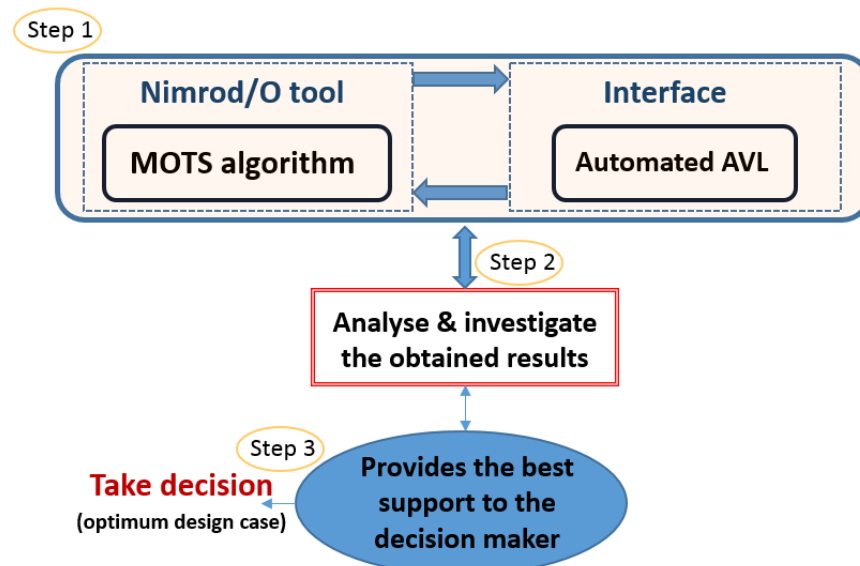 Step 1
Nimrod/O tool
MOTS algorithm
Interface
Automated AVL
Step 2
Analyse & investigate
the obtained results
Step 3
Provides the best
support to the
decision maker
Take decision
(optimum design case)